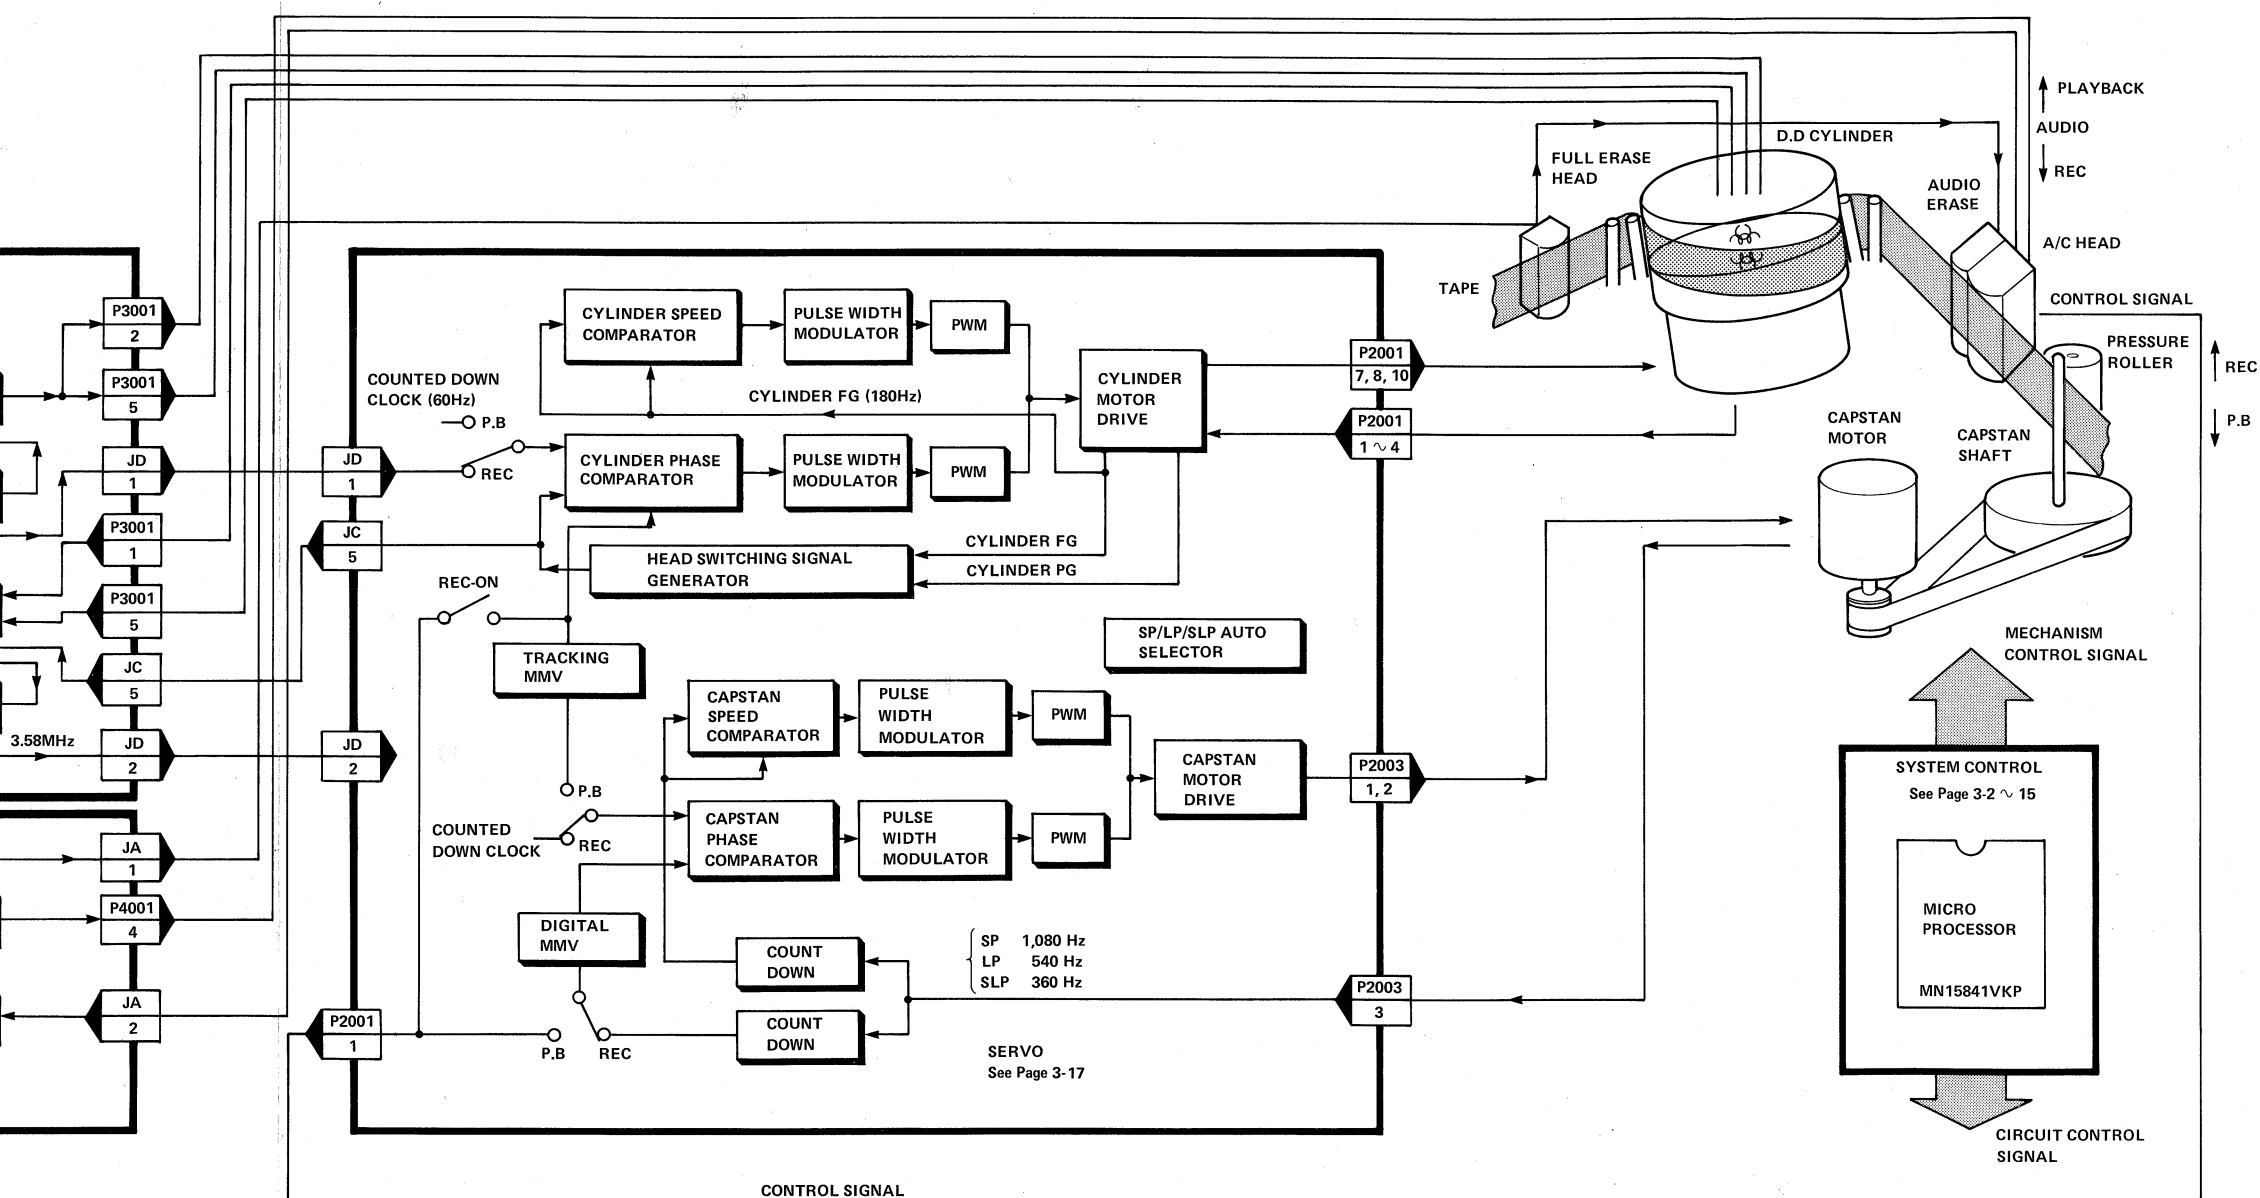 PLAYBACK
AUDIO
REC
D.D CYLINDER
FULL ERASE
HEAD
AUDIO
ERASE
A/C HEAD
TAPE
CONTROL SIGNAL
PRESSURE
ROLLER
REC
P.B
CAPSTAN
MOTOR
CAPSTAN
SHAFT
P3001
2
P3001
5
JD
1
P3001
1
P3001
5
JC
5
3.58MHz
JD
2
JA
1
P4001
4
JA
2
CYLINDER SPEED
COMPARATOR
PULSE WIDTH
MODULATOR
PWM
COUNTED DOWN
CLOCK (60Hz)
P.B
REC
CYLINDER FG (180Hz)
CYLINDER
MOTOR
DRIVE
P2001
7, 8, 10
P2001
1 ∿ 4
JD
1
CYLINDER PHASE
COMPARATOR
PULSE WIDTH
MODULATOR
PWM
JC
5
HEAD SWITCHING SIGNAL
GENERATOR
CYLINDER FG
CYLINDER PG
REC-ON
TRACKING
MMV
SP/LP/SLP AUTO
SELECTOR
CAPSTAN
SPEED
COMPARATOR
PULSE
WIDTH
MODULATOR
PWM
JD
2
CAPSTAN
MOTOR
DRIVE
P2003
1, 2
P.B
REC
COUNTED
DOWN CLOCK
CAPSTAN
PHASE
COMPARATOR
PULSE
WIDTH
MODULATOR
PWM
DIGITAL
MMV
COUNT
DOWN
SP 1,080 Hz
LP 540 Hz
SLP 360 Hz
P2003
3
COUNT
DOWN
P2001
1
P.B
REC
SERVO
See Page 3-17
MECHANISM
CONTROL SIGNAL
SYSTEM CONTROL
See Page 3-2 ∿ 15
MICRO
PROCESSOR
MN15841VKP
CIRCUIT CONTROL
SIGNAL
CONTROL SIGNAL